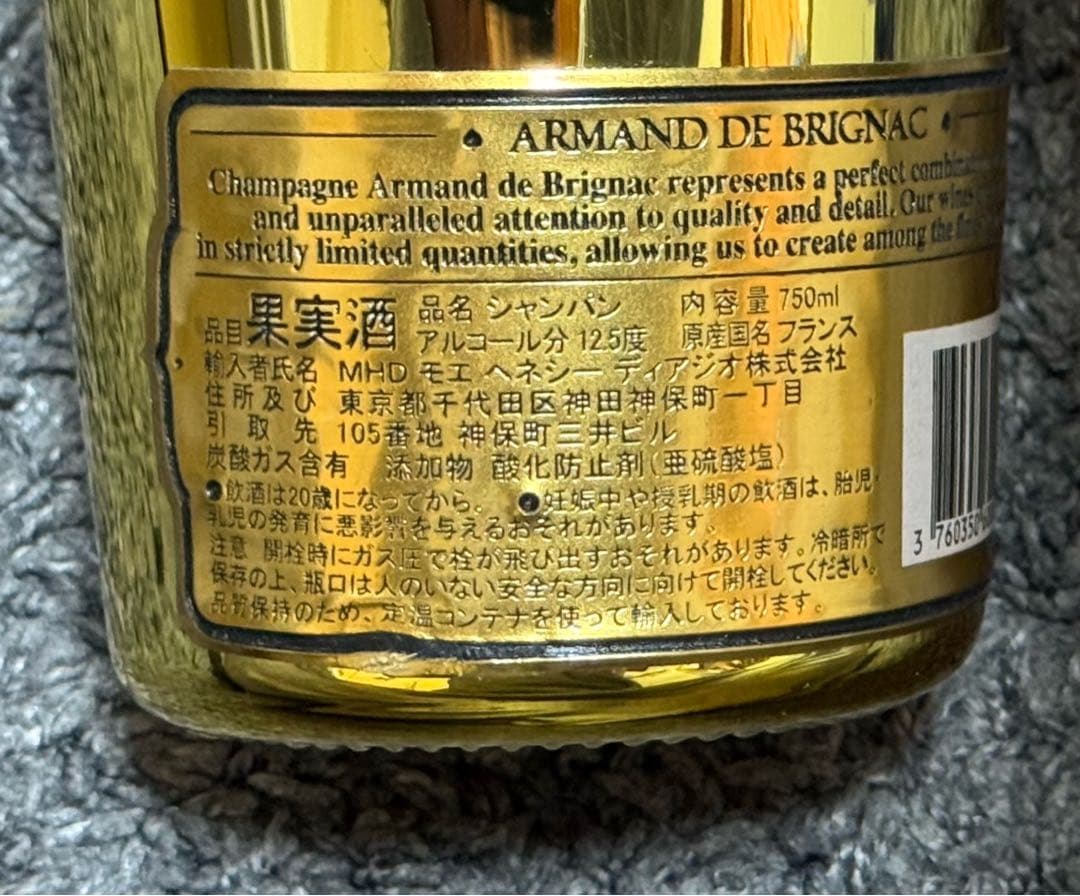 ♠ ARMAND DE BRIGNAC ♠
Champagne Armand de Brignac represents a perfect
and unparalleled attention to quality and detail. Our wines
in strictly limited quantities, allowing us to create among the
品目 果実酒 品名 シャンパン 内容量 750ml
アルコール分 12.5度 原産国名 フランス
輸入者氏名 MHD モエ ヘネシー ディアジオ株式会社
住所及び 東京都千代田区神田神保町一丁目
引取先 105番地 神保町三井ビル
炭酸ガス含有 添加物 酸化防止剤(亜硫酸塩)
●飲酒は20歳になってから。 ●妊娠中や授乳期の飲酒は、胎児・
乳児の発育に悪影響を与えるおそれがあります。
注意 開栓時にガス圧で栓が飛び出すおそれがあります。冷暗所で
保存の上、瓶口は人のいない安全な方向に向けて開栓してください。
品質保持のため、定温コンテナを使って輸入しております。
3 760350